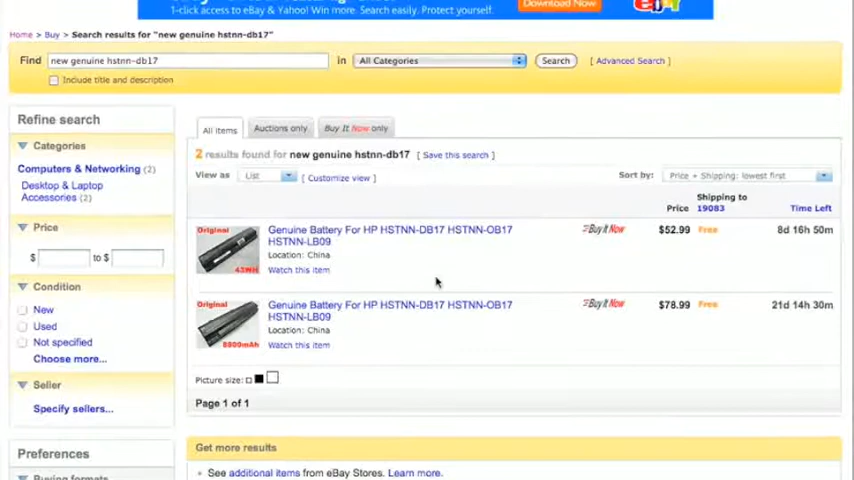 1-click access to eBay & Yahoo! Win more. Search easily. Protect yourself.
Download Now
Home > Buy > Search results for "new genuine hstnn-db17"
Find new genuine hstnn-db17 in All Categories Search [ Advanced Search ]
Include title and description
Refine search
Categories
Computers & Networking (2)
Desktop & Laptop
Accessories (2)
Price
$ to $
Condition
New
Used
Not specified
Choose more...
Seller
Specify sellers...
Preferences
Buying formats
All items Auctions only Buy It Now only
2 results found for new genuine hstnn-db17 [ Save this search ]
View as List [ Customize view ] Sort by: Price + Shipping: lowest first
Price Shipping to 19083 Time Left
Original
43WH
Genuine Battery For HP HSTNN-DB17 HSTNN-OB17
HSTNN-LB09
Location: China
Watch this item
Buy It Now $52.99 Free 8d 16h 50m
Original
8800mAh
Genuine Battery For HP HSTNN-DB17 HSTNN-OB17
HSTNN-LB09
Location: China
Watch this item
Buy It Now $78.99 Free 21d 14h 30m
Picture size:
Page 1 of 1
Get more results
See additional items from eBay Stores. Learn more.